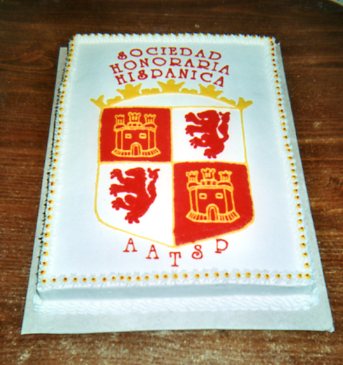 SOCIEDAD
HONORARIA
HISPANICA
AATSP